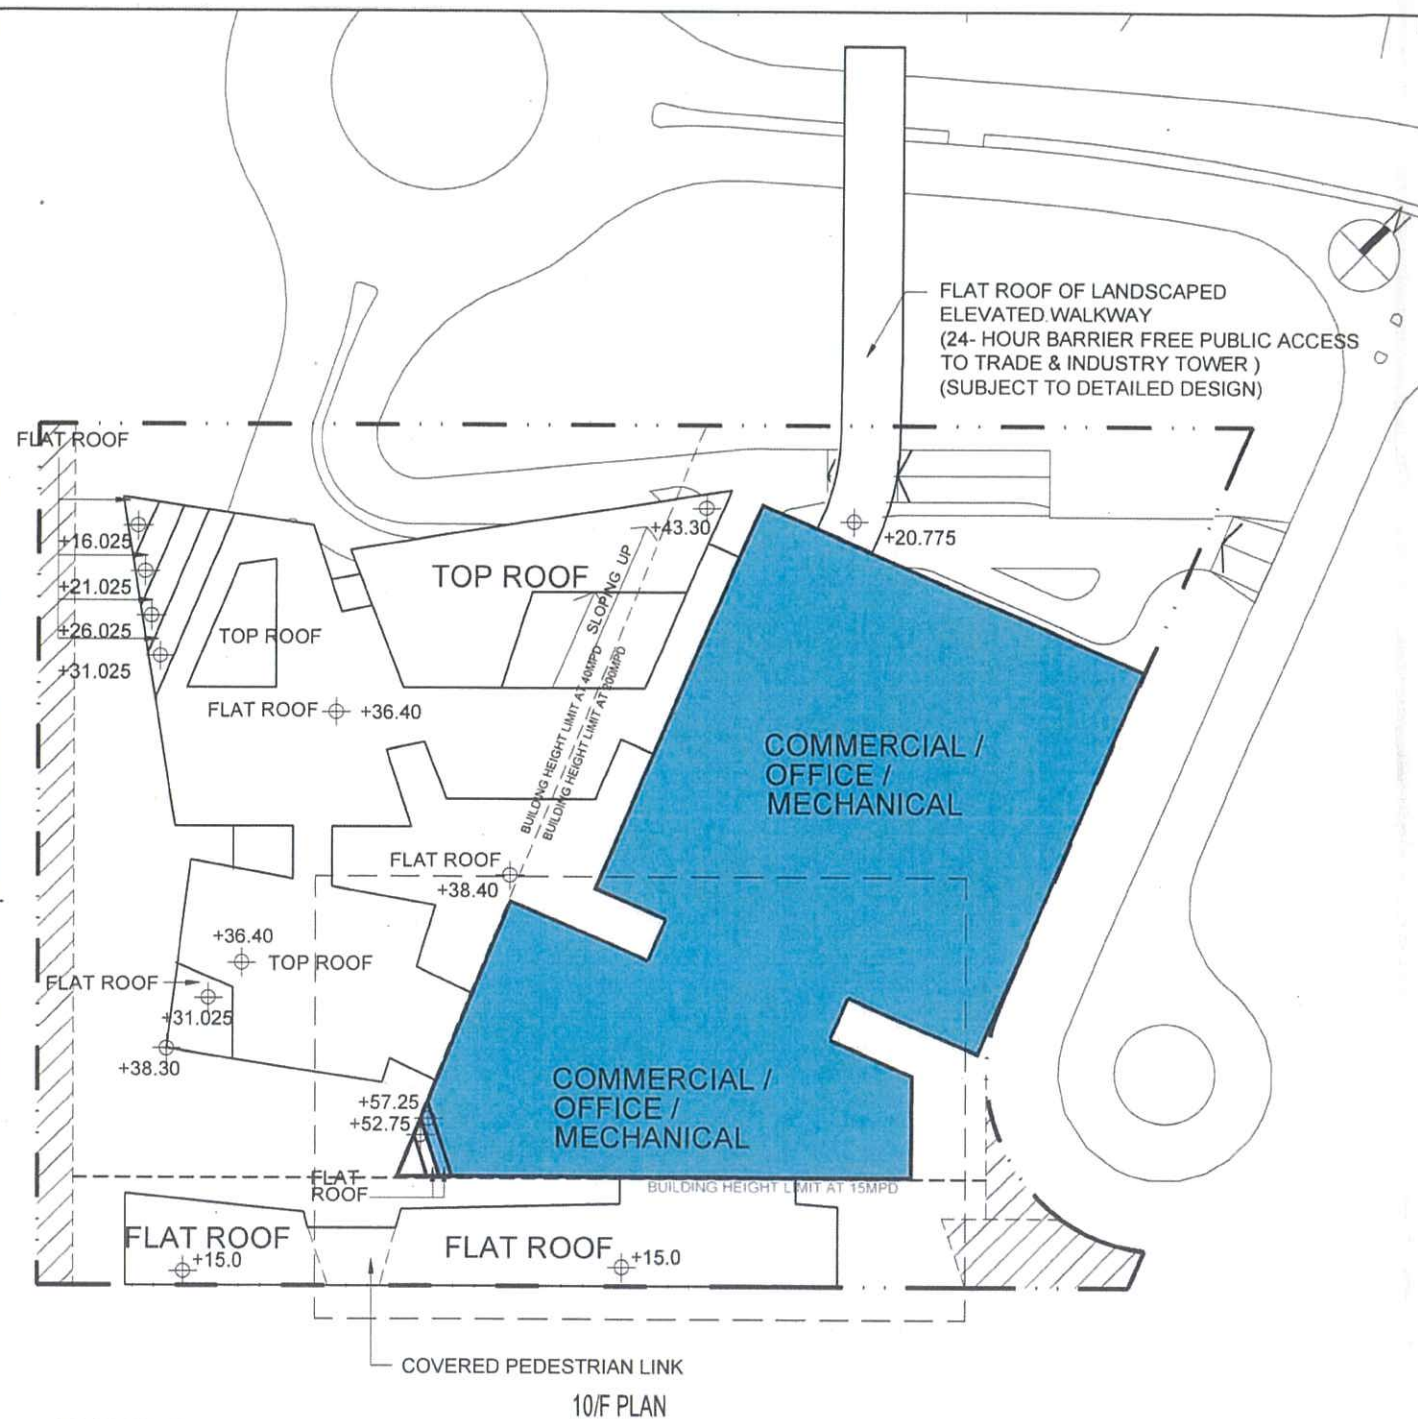 N
FLAT ROOF OF LANDSCAPED
ELEVATED WALKWAY
(24- HOUR BARRIER FREE PUBLIC ACCESS
TO TRADE & INDUSTRY TOWER )
(SUBJECT TO DETAILED DESIGN)
FLAT ROOF
+16.025
+21.025
+26.025
+31.025
+43.30
+20.775
TOP ROOF
SLOPING UP
TOP ROOF
FLAT ROOF
+36.40
BUILDING HEIGHT LIMIT AT 40MPD
BUILDING HEIGHT LIMIT AT 200MPD
COMMERCIAL /
OFFICE /
MECHANICAL
FLAT ROOF
+38.40
+36.40
TOP ROOF
FLAT ROOF
+31.025
+38.30
+57.25
+52.75
COMMERCIAL /
OFFICE /
MECHANICAL
FLAT
ROOF
BUILDING HEIGHT LIMIT AT 15MPD
FLAT ROOF
+15.0
FLAT ROOF
+15.0
COVERED PEDESTRIAN LINK
10/F PLAN